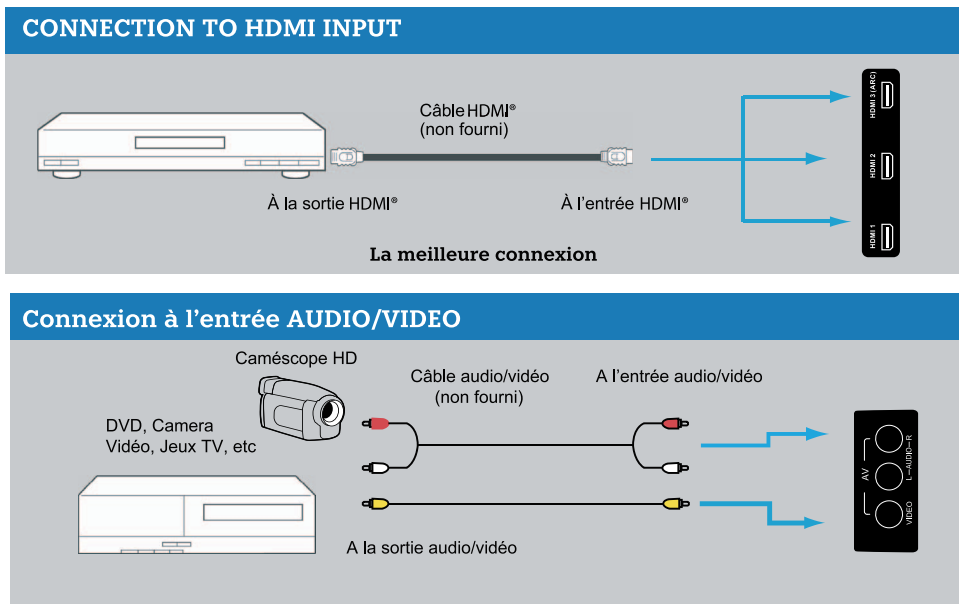 CONNECTION TO HDMI INPUT
Câble HDMI®
(non fourni)
À la sortie HDMI®
À l'entrée HDMI®
HDMI 3 (ARC)
HDMI 2
HDMI 1
La meilleure connexion
Connexion à l'entrée AUDIO/VIDEO
Caméscope HD
Câble audio/vidéo
(non fourni)
A l'entrée audio/vidéo
DVD, Camera
Vidéo, Jeux TV, etc
A la sortie audio/vidéo
AV
L—AUDIO—R
VIDEO